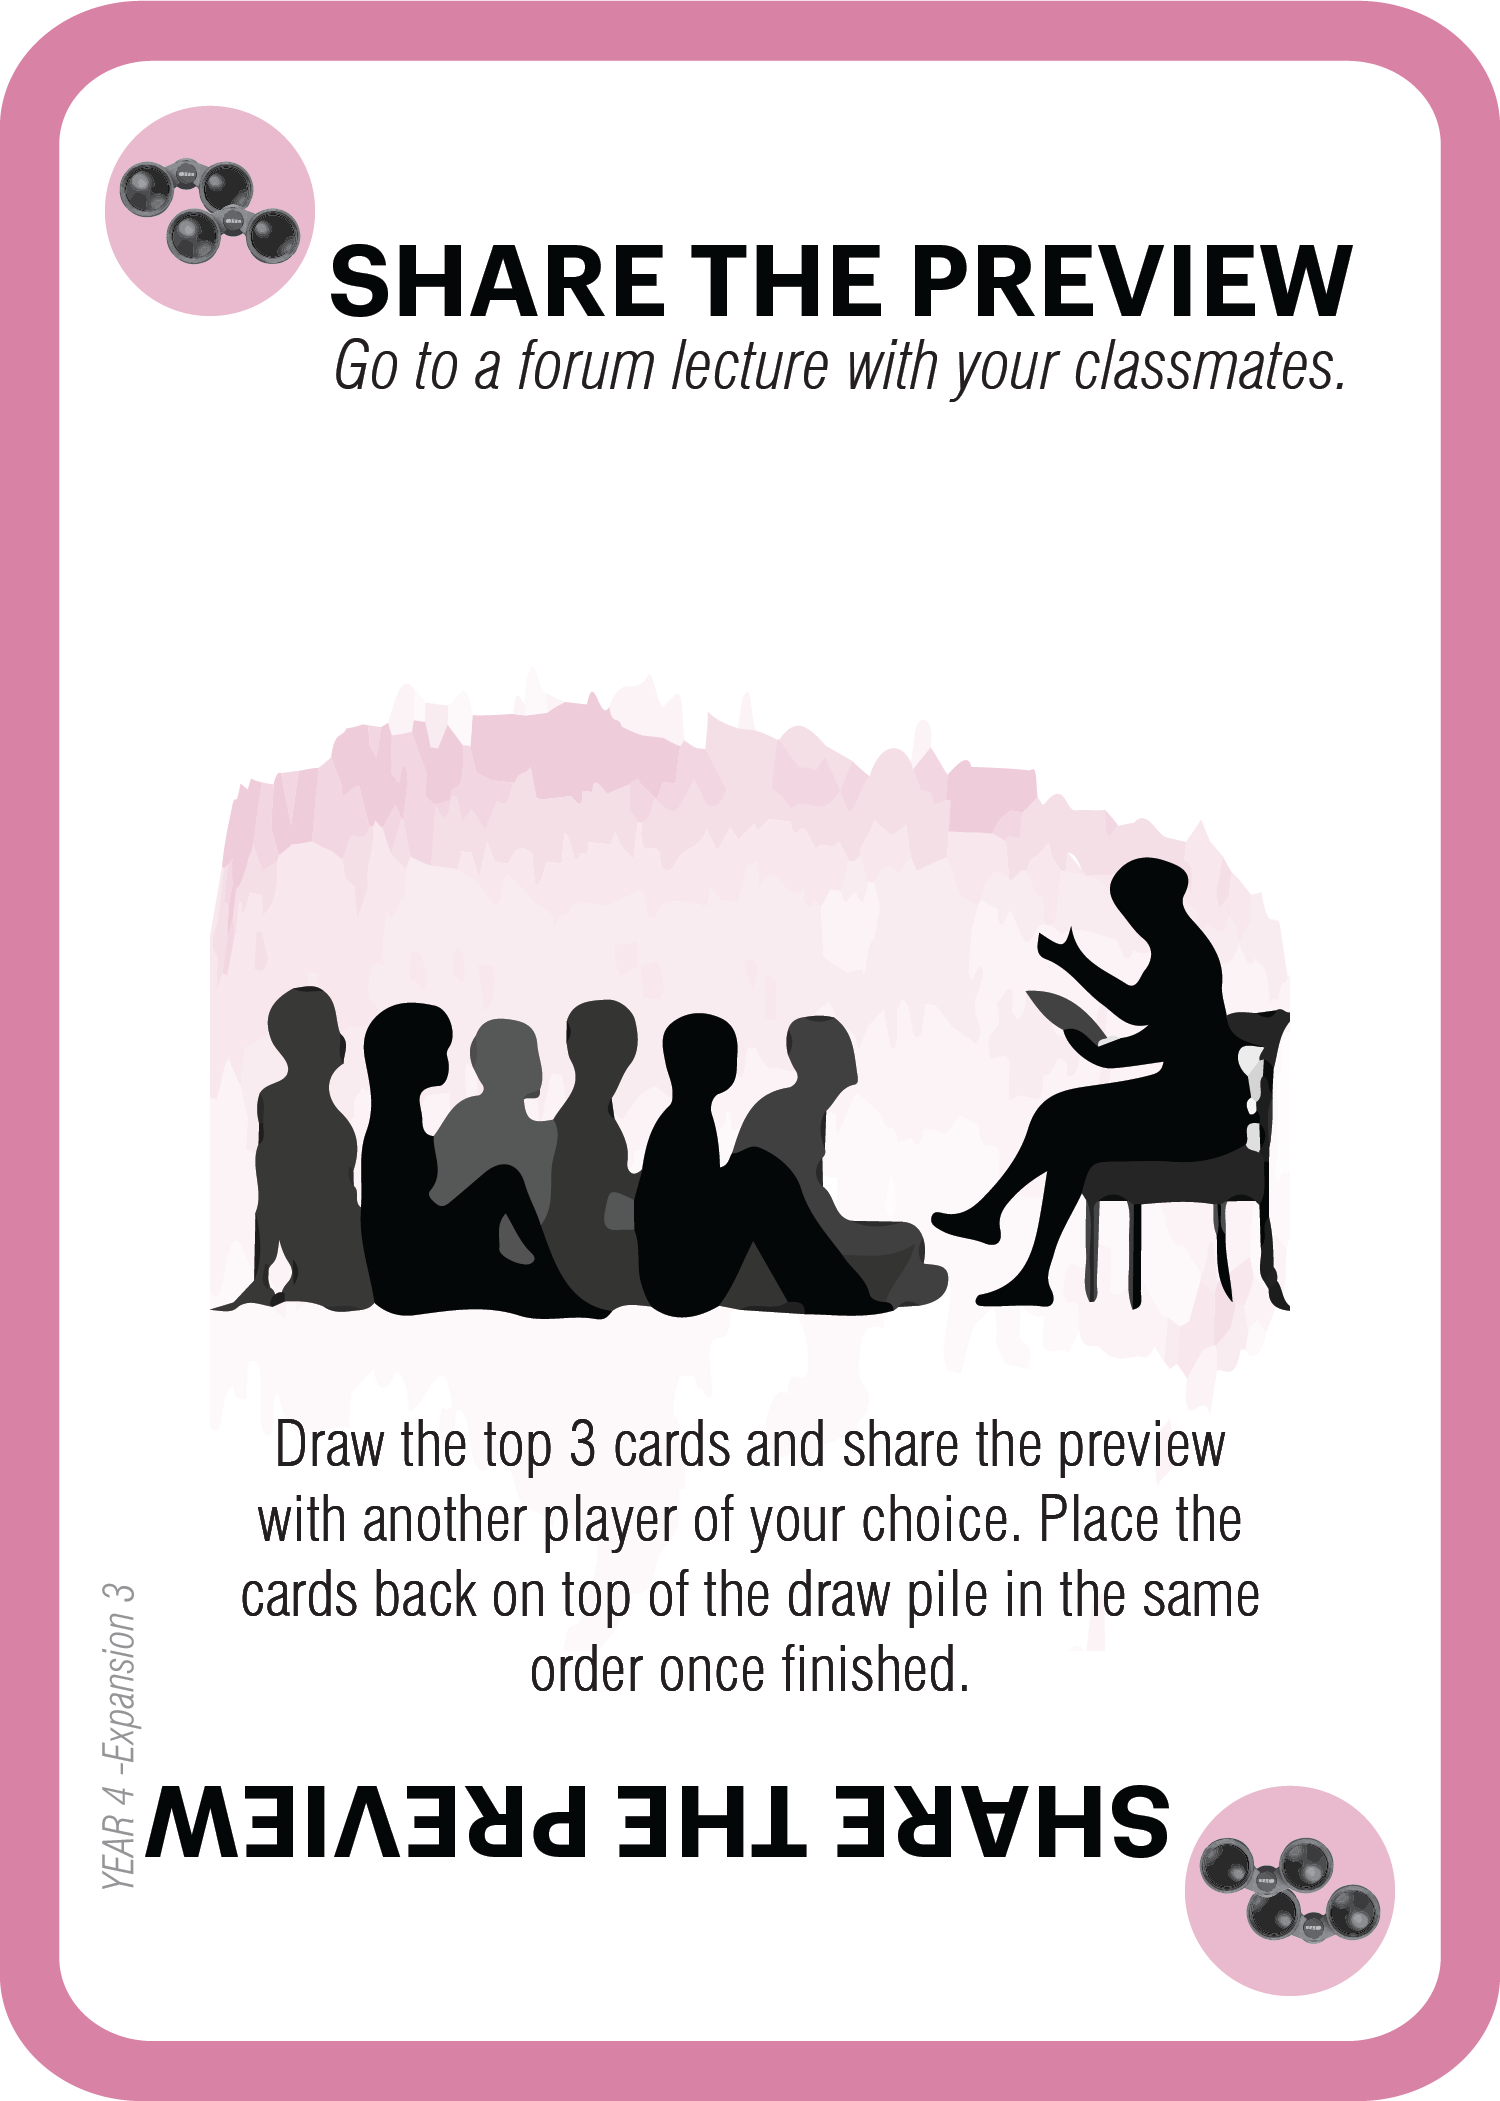 SHARE THE PREVIEW
Go to a forum lecture with your classmates.
Draw the top 3 cards and share the preview
with another player of your choice. Place the
cards back on top of the draw pile in the same
order once finished.
YEAR 4 -Expansion 3
SHARE THE PREVIEW